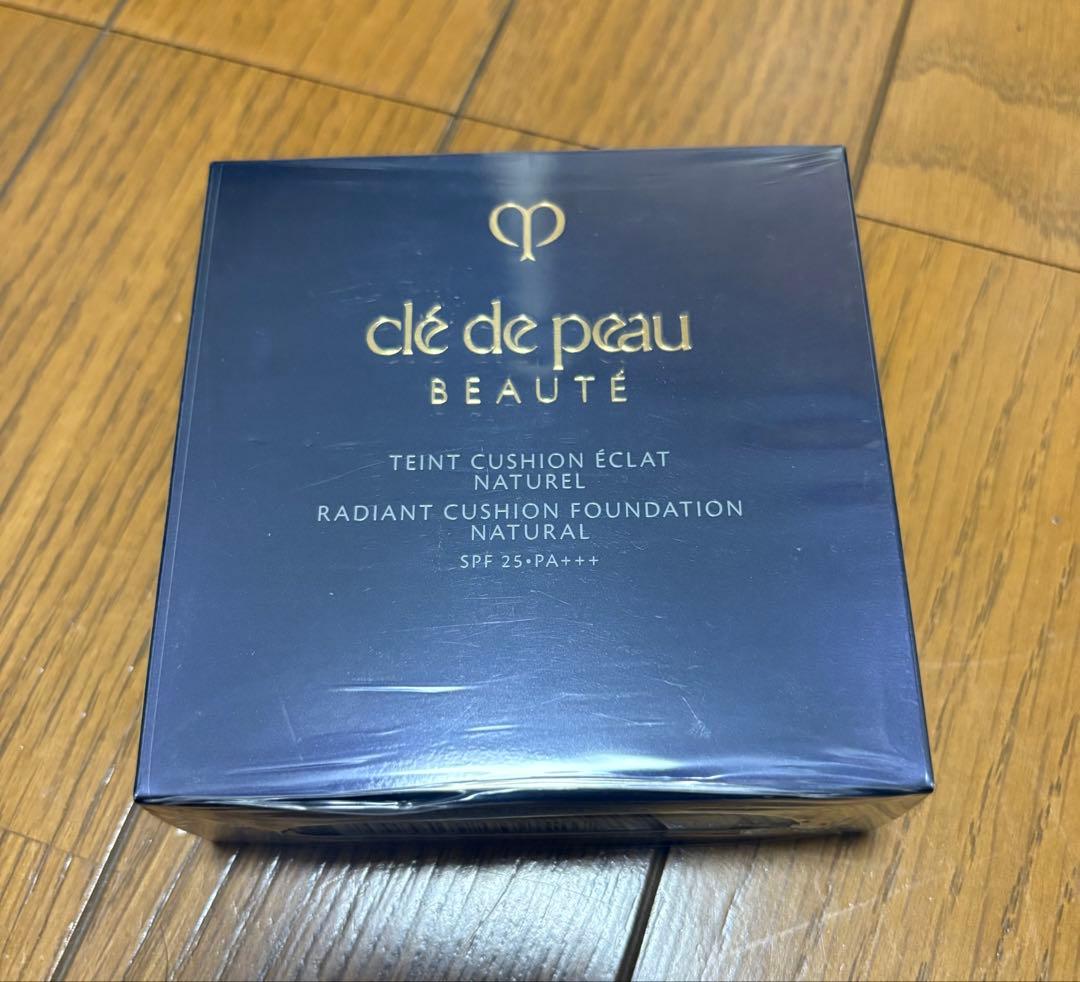 clé de peau
BEAUTÉ
TEINT CUSHION ÉCLAT
NATUREL
RADIANT CUSHION FOUNDATION
NATURAL
SPF 25•PA+++